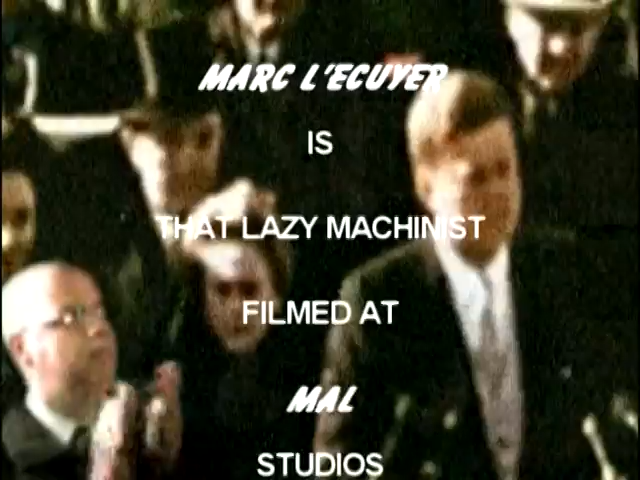 MARC L'ECUYER
IS
THAT LAZY MACHINIST
FILMED AT
MAL
STUDIOS